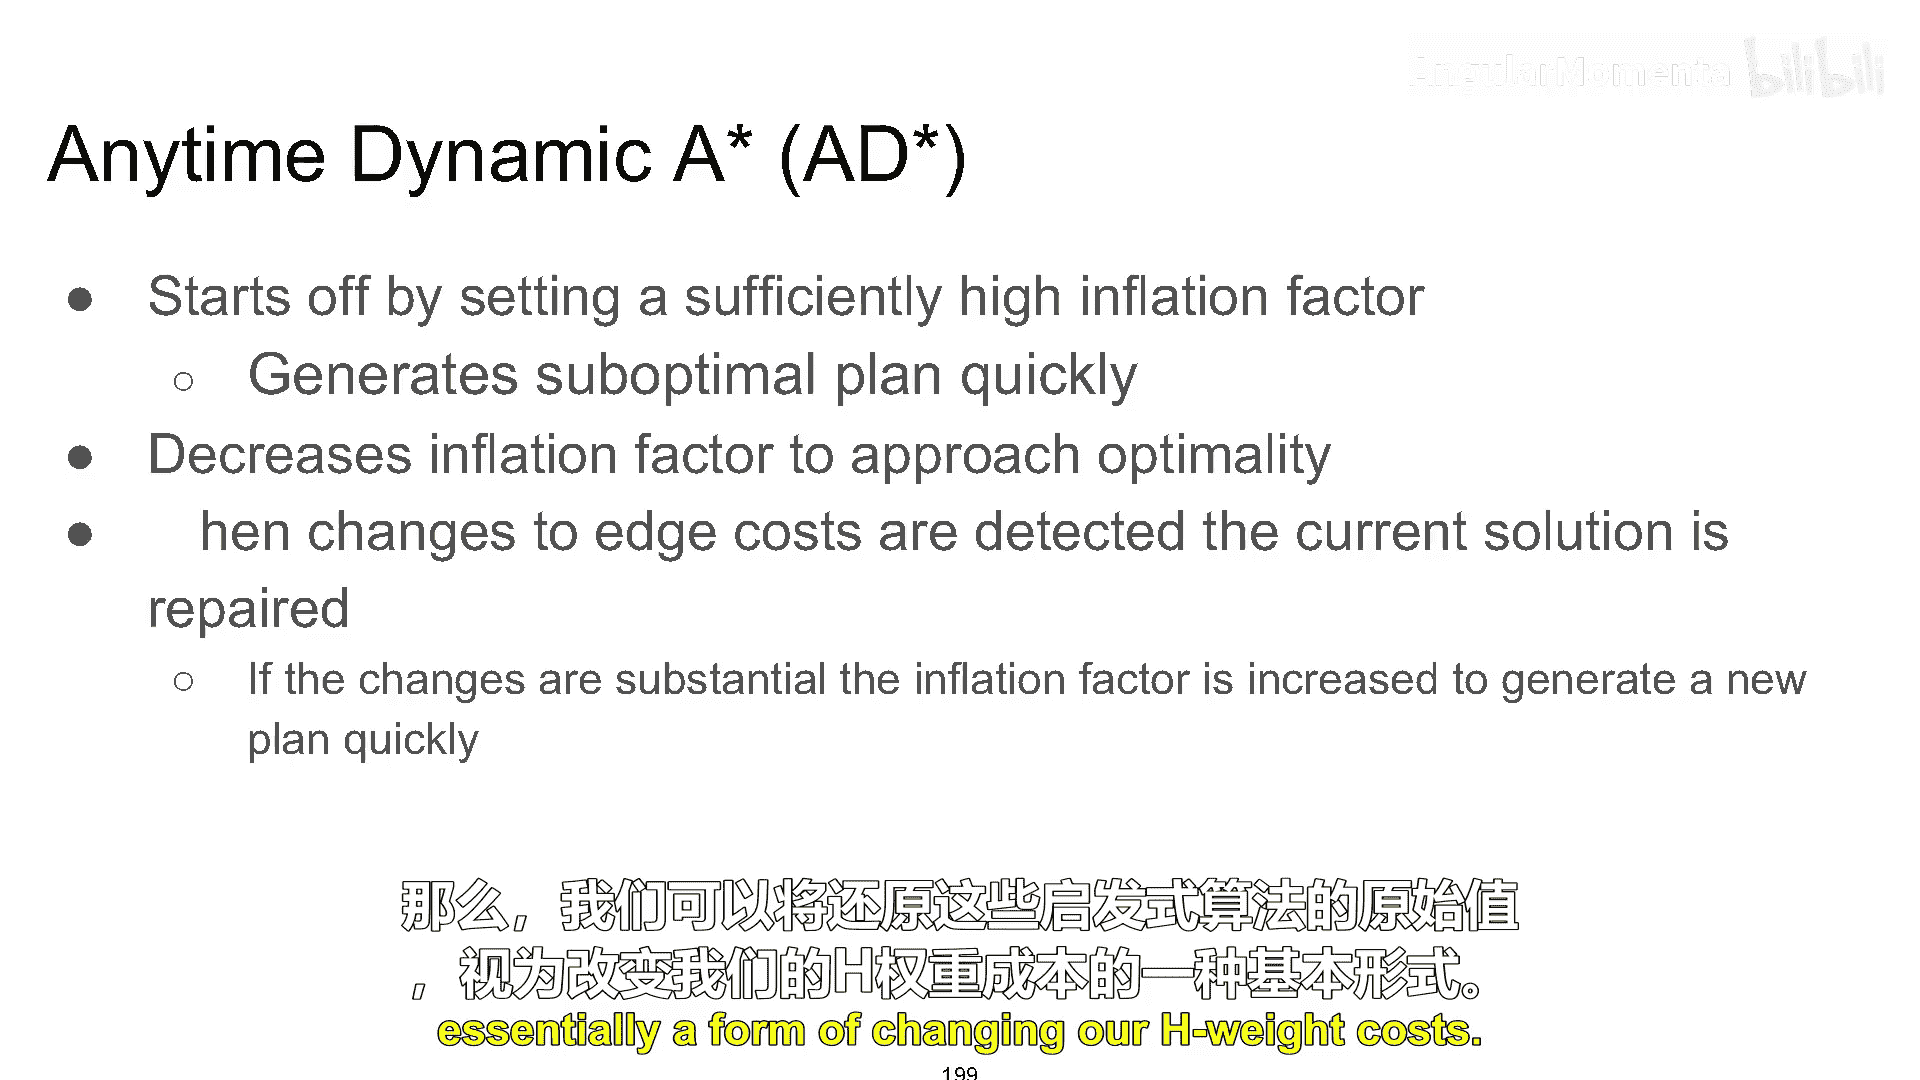 AngularMomenta bilibili
Anytime Dynamic A* (AD*)
● Starts off by setting a sufficiently high inflation factor
○ Generates suboptimal plan quickly
● Decreases inflation factor to approach optimality
● hen changes to edge costs are detected the current solution is
repaired
○ If the changes are substantial the inflation factor is increased to generate a new
plan quickly
那么，我们可以将还原这些启发式算法的原始值
，视为改变我们的H权重成本的一种基本形式。
essentially a form of changing our H-weight costs.
199